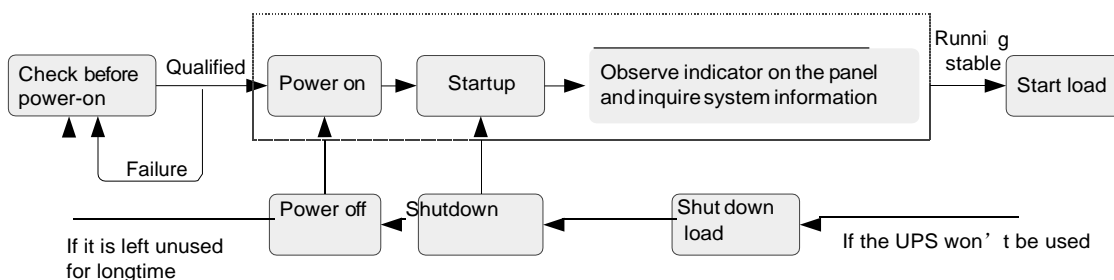 Check before
power-on
Qualified
Failure
Power on
Startup
Observe indicator on the panel
and inquire system information
Runni g
stable
Start load
Power off
Shutdown
Shut down
load
If it is left unused
for longtime
If the UPS won’ t be used